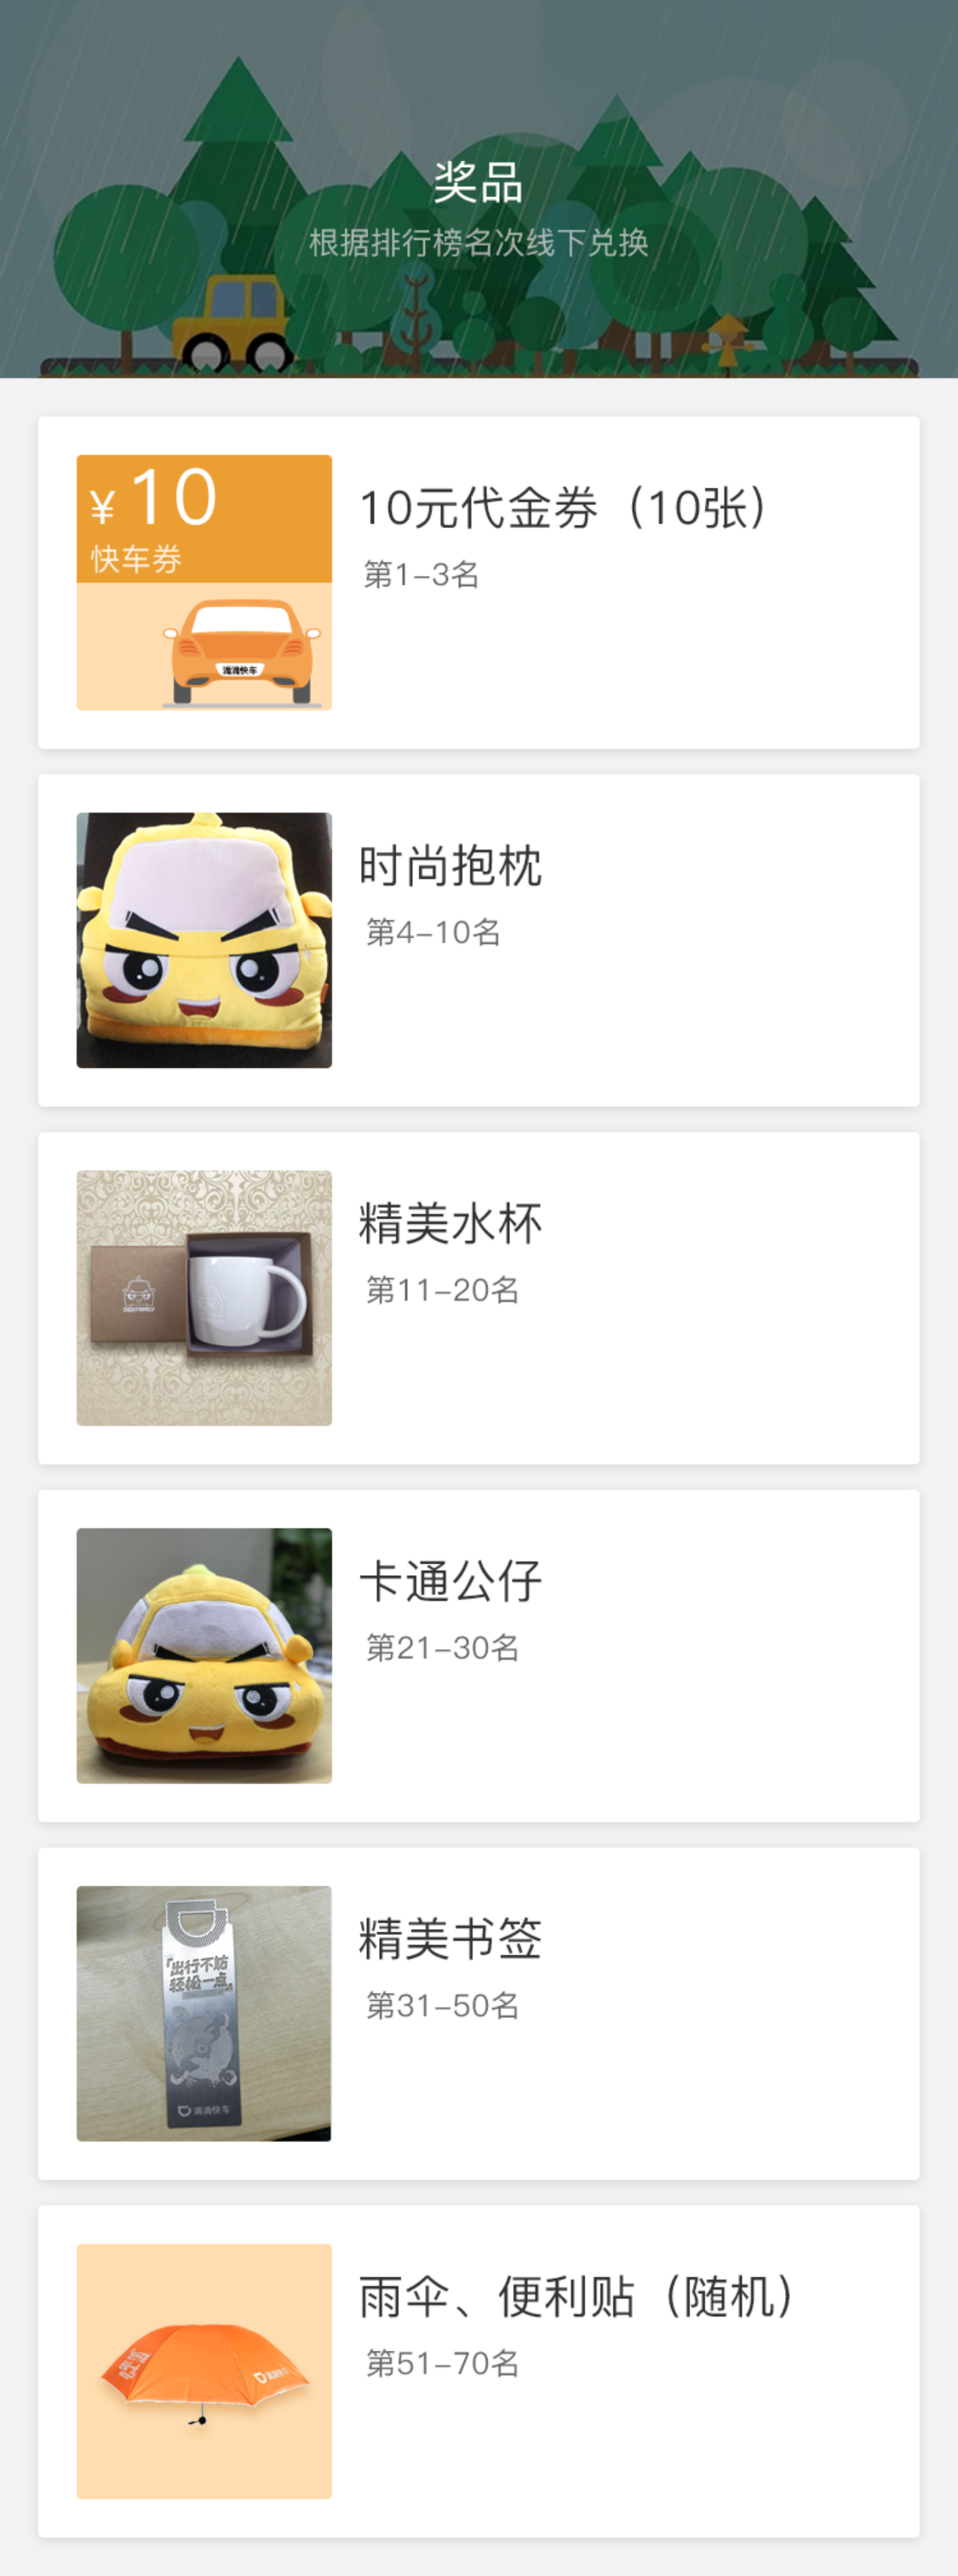 奖品
根据排行榜名次线下兑换
¥10
快车券
滴滴快车
10元代金券（10张）
第1-3名
时尚抱枕
第4-10名
DIDI FAMILY
精美水杯
第11-20名
卡通公仔
第21-30名
「出行不妨
轻松一点」
滴滴快车
精美书签
第31-50名
雨伞、便利贴（随机）
第51-70名